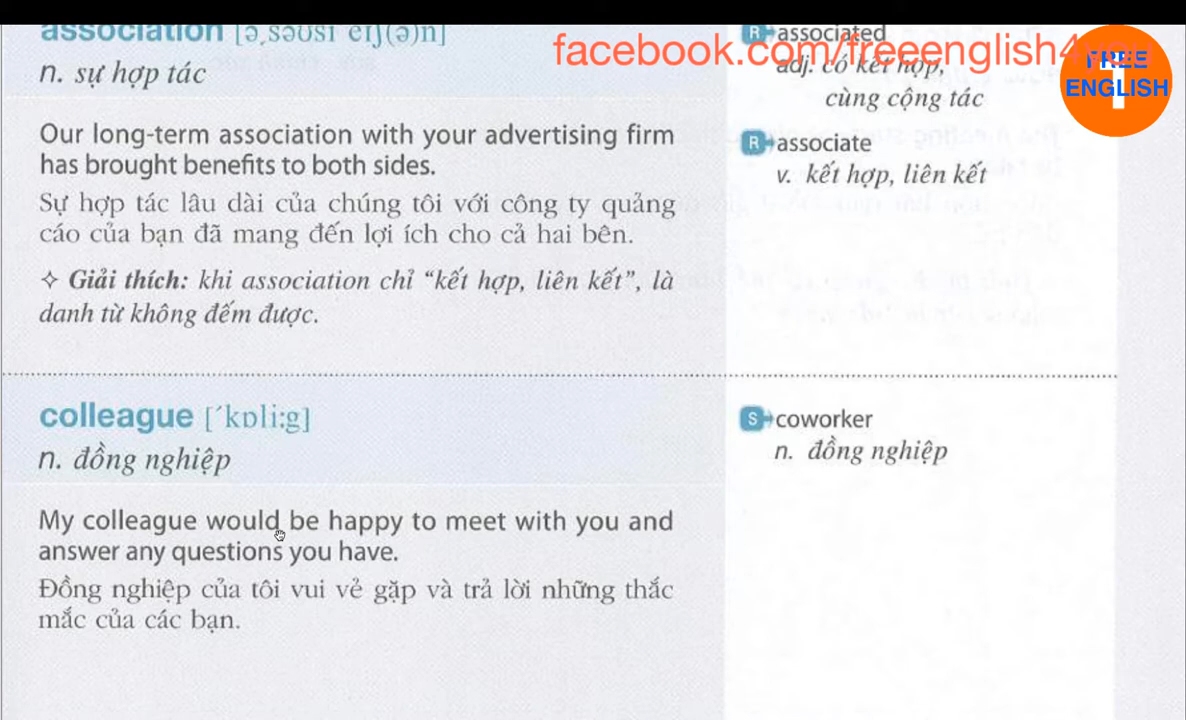 association [ə,səʊsɪ eɪʃ(ə)n]
n. sự hợp tác
Our long-term association with your advertising firm
has brought benefits to both sides.
Sự hợp tác lâu dài của chúng tôi với công ty quảng
cáo của bạn đã mang đến lợi ích cho cả hai bên.
✧ Giải thích: khi association chỉ “kết hợp, liên kết”, là
danh từ không đếm được.
R associated
adj. có kết hợp,
cùng cộng tác
R associate
v. kết hợp, liên kết
facebook.com/freeenglish4
FREE
ENGLISH
1
colleague [ˊkɒliːg]
n. đồng nghiệp
My colleague would be happy to meet with you and
answer any questions you have.
Đồng nghiệp của tôi vui vẻ gặp và trả lời những thắc
mắc của các bạn.
S coworker
n. đồng nghiệp